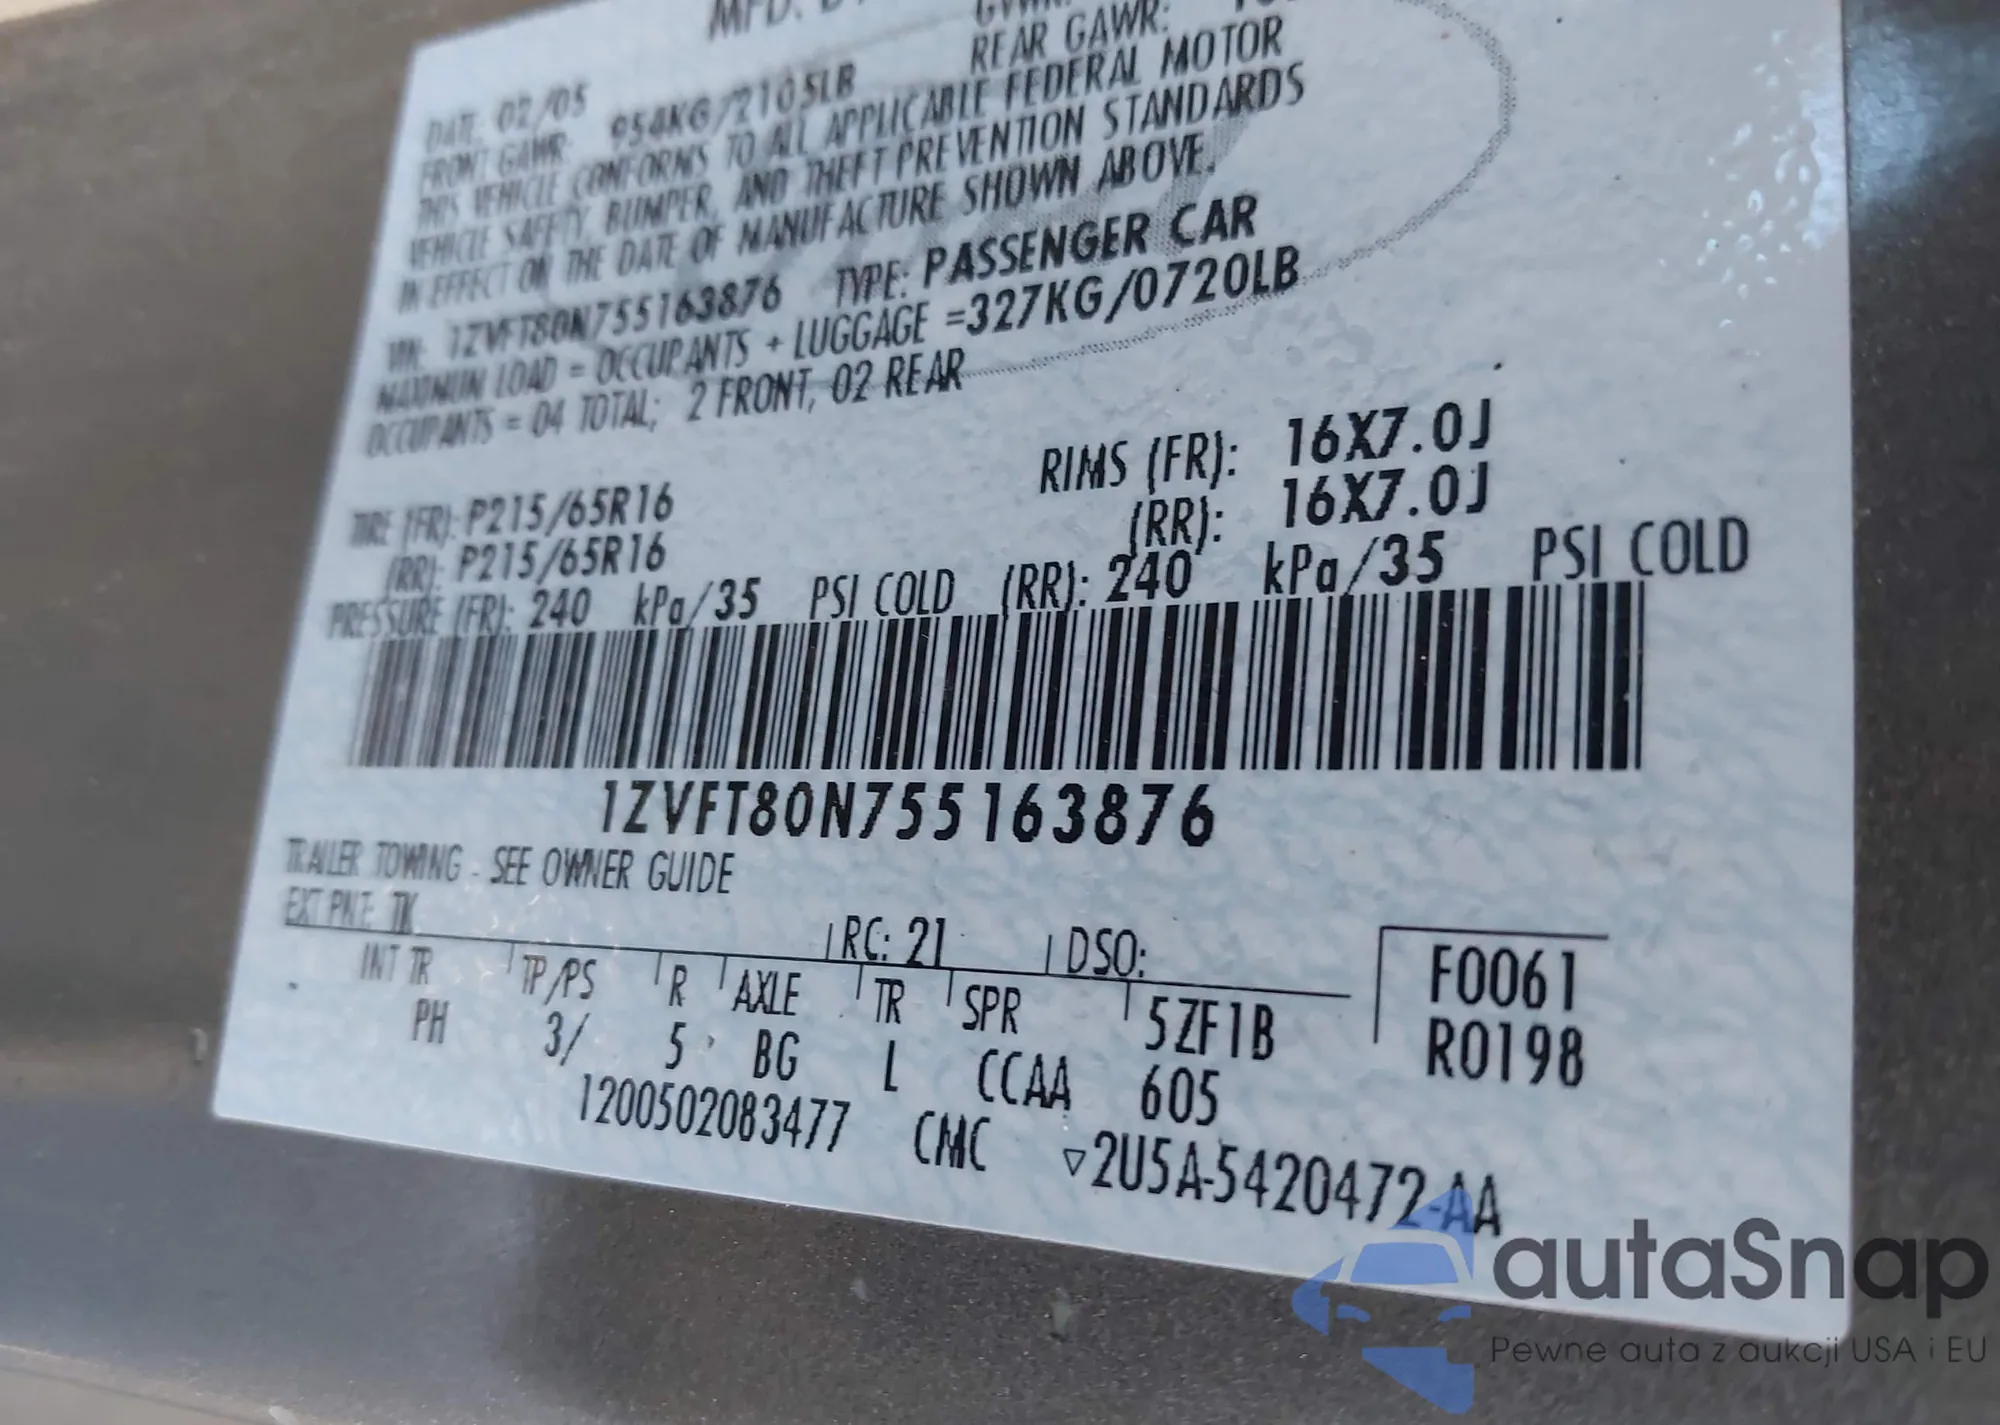 MFD.
REAR GAWR:
DATE: 02/05
FRONT GAWR: 954KG/2105LB
THIS VEHICLE CONFORMS TO ALL APPLICABLE FEDERAL MOTOR
VEHICLE SAFETY, BUMPER, AND THEFT PREVENTION STANDARDS
IN EFFECT ON THE DATE OF MANUFACTURE SHOWN ABOVE.
VIN: 1ZVFT80N755163876 TYPE: PASSENGER CAR
MAXIMUM LOAD = OCCUPANTS + LUGGAGE =327KG/0720LB
OCCUPANTS = 04 TOTAL; 2 FRONT, 02 REAR
TIRE (FR): P215/65R16 RIMS (FR): 16X7.0J
(RR): P215/65R16 (RR): 16X7.0J
PRESSURE (FR): 240 kPa/35 PSI COLD (RR): 240 kPa/35 PSI COLD
1ZVFT80N755163876
TRAILER TOWING - SEE OWNER GUIDE
EXT PNT: TK RC: 21 DSO: F0061
INT TR TP/PS R AXLE TR SPR 5ZF1B R0198
PH 3/ 5 BG L CCAA 605
1200502083477 CMC ▽2U5A-5420472-AA
autaSnap
Pewne auta z aukcji USA i EU